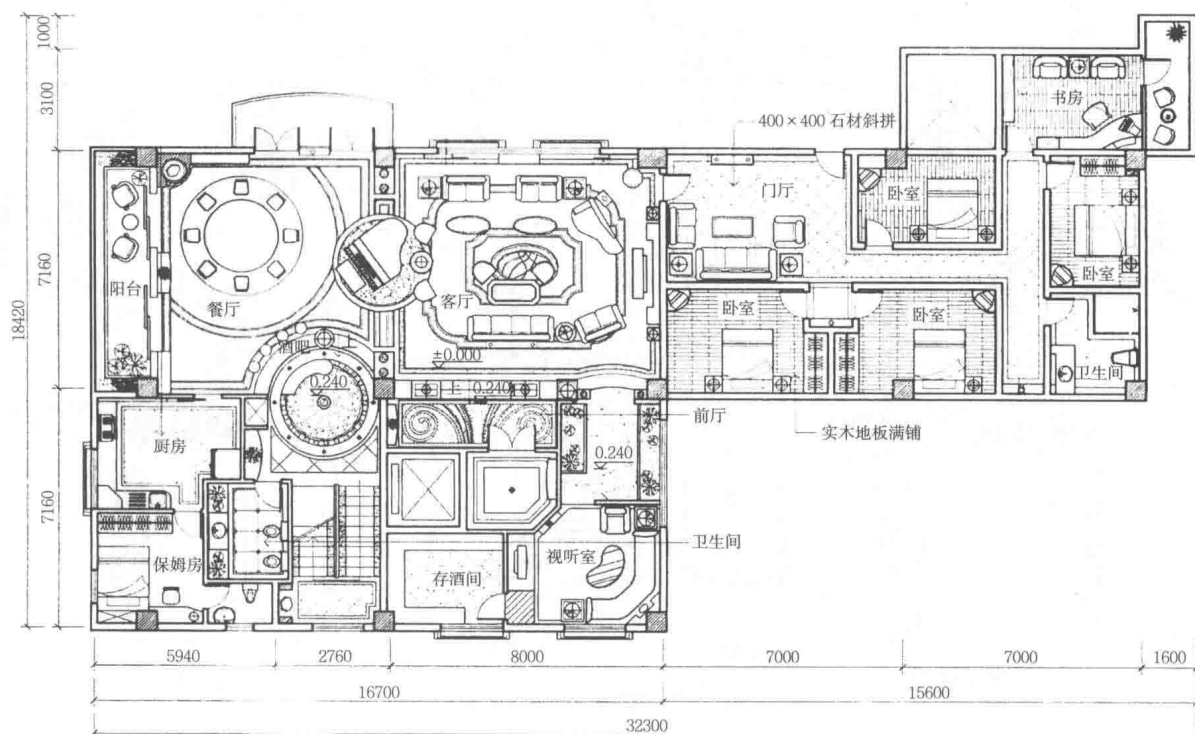 1000
3100
7160
18420
7160
400×400 石材斜拼
书房
门厅
卧室
卧室
阳台
餐厅
客厅
卧室
卧室
酒吧
±0.000
0.240
上 0.240
卫生间
前厅
实木地板满铺
厨房
0.240
卫生间
保姆房
存酒间
视听室
5940
2760
8000
7000
7000
1600
16700
15600
32300